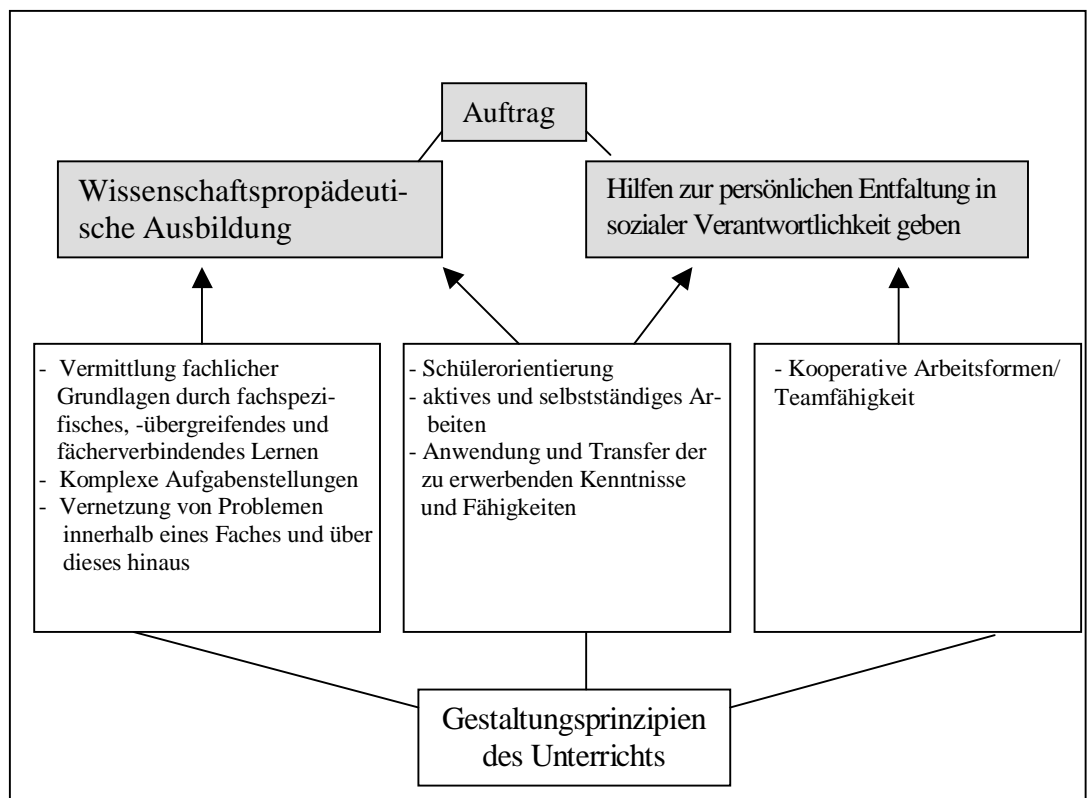 Auftrag
Wissenschaftspropädeuti-
sche Ausbildung
Hilfen zur persönlichen Entfaltung in
sozialer Verantwortlichkeit geben
- Vermittlung fachlicher
Grundlagen durch fachspezi-
fisches, -übergreifendes und
fächerverbindendes Lernen
- Komplexe Aufgabenstellungen
- Vernetzung von Problemen
innerhalb eines Faches und über
dieses hinaus
- Schülerorientierung
- aktives und selbstständiges Ar-
beiten
- Anwendung und Transfer der
zu erwerbenden Kenntnisse
und Fähigkeiten
- Kooperative Arbeitsformen/
Teamfähigkeit
Gestaltungsprinzipien
des Unterrichts